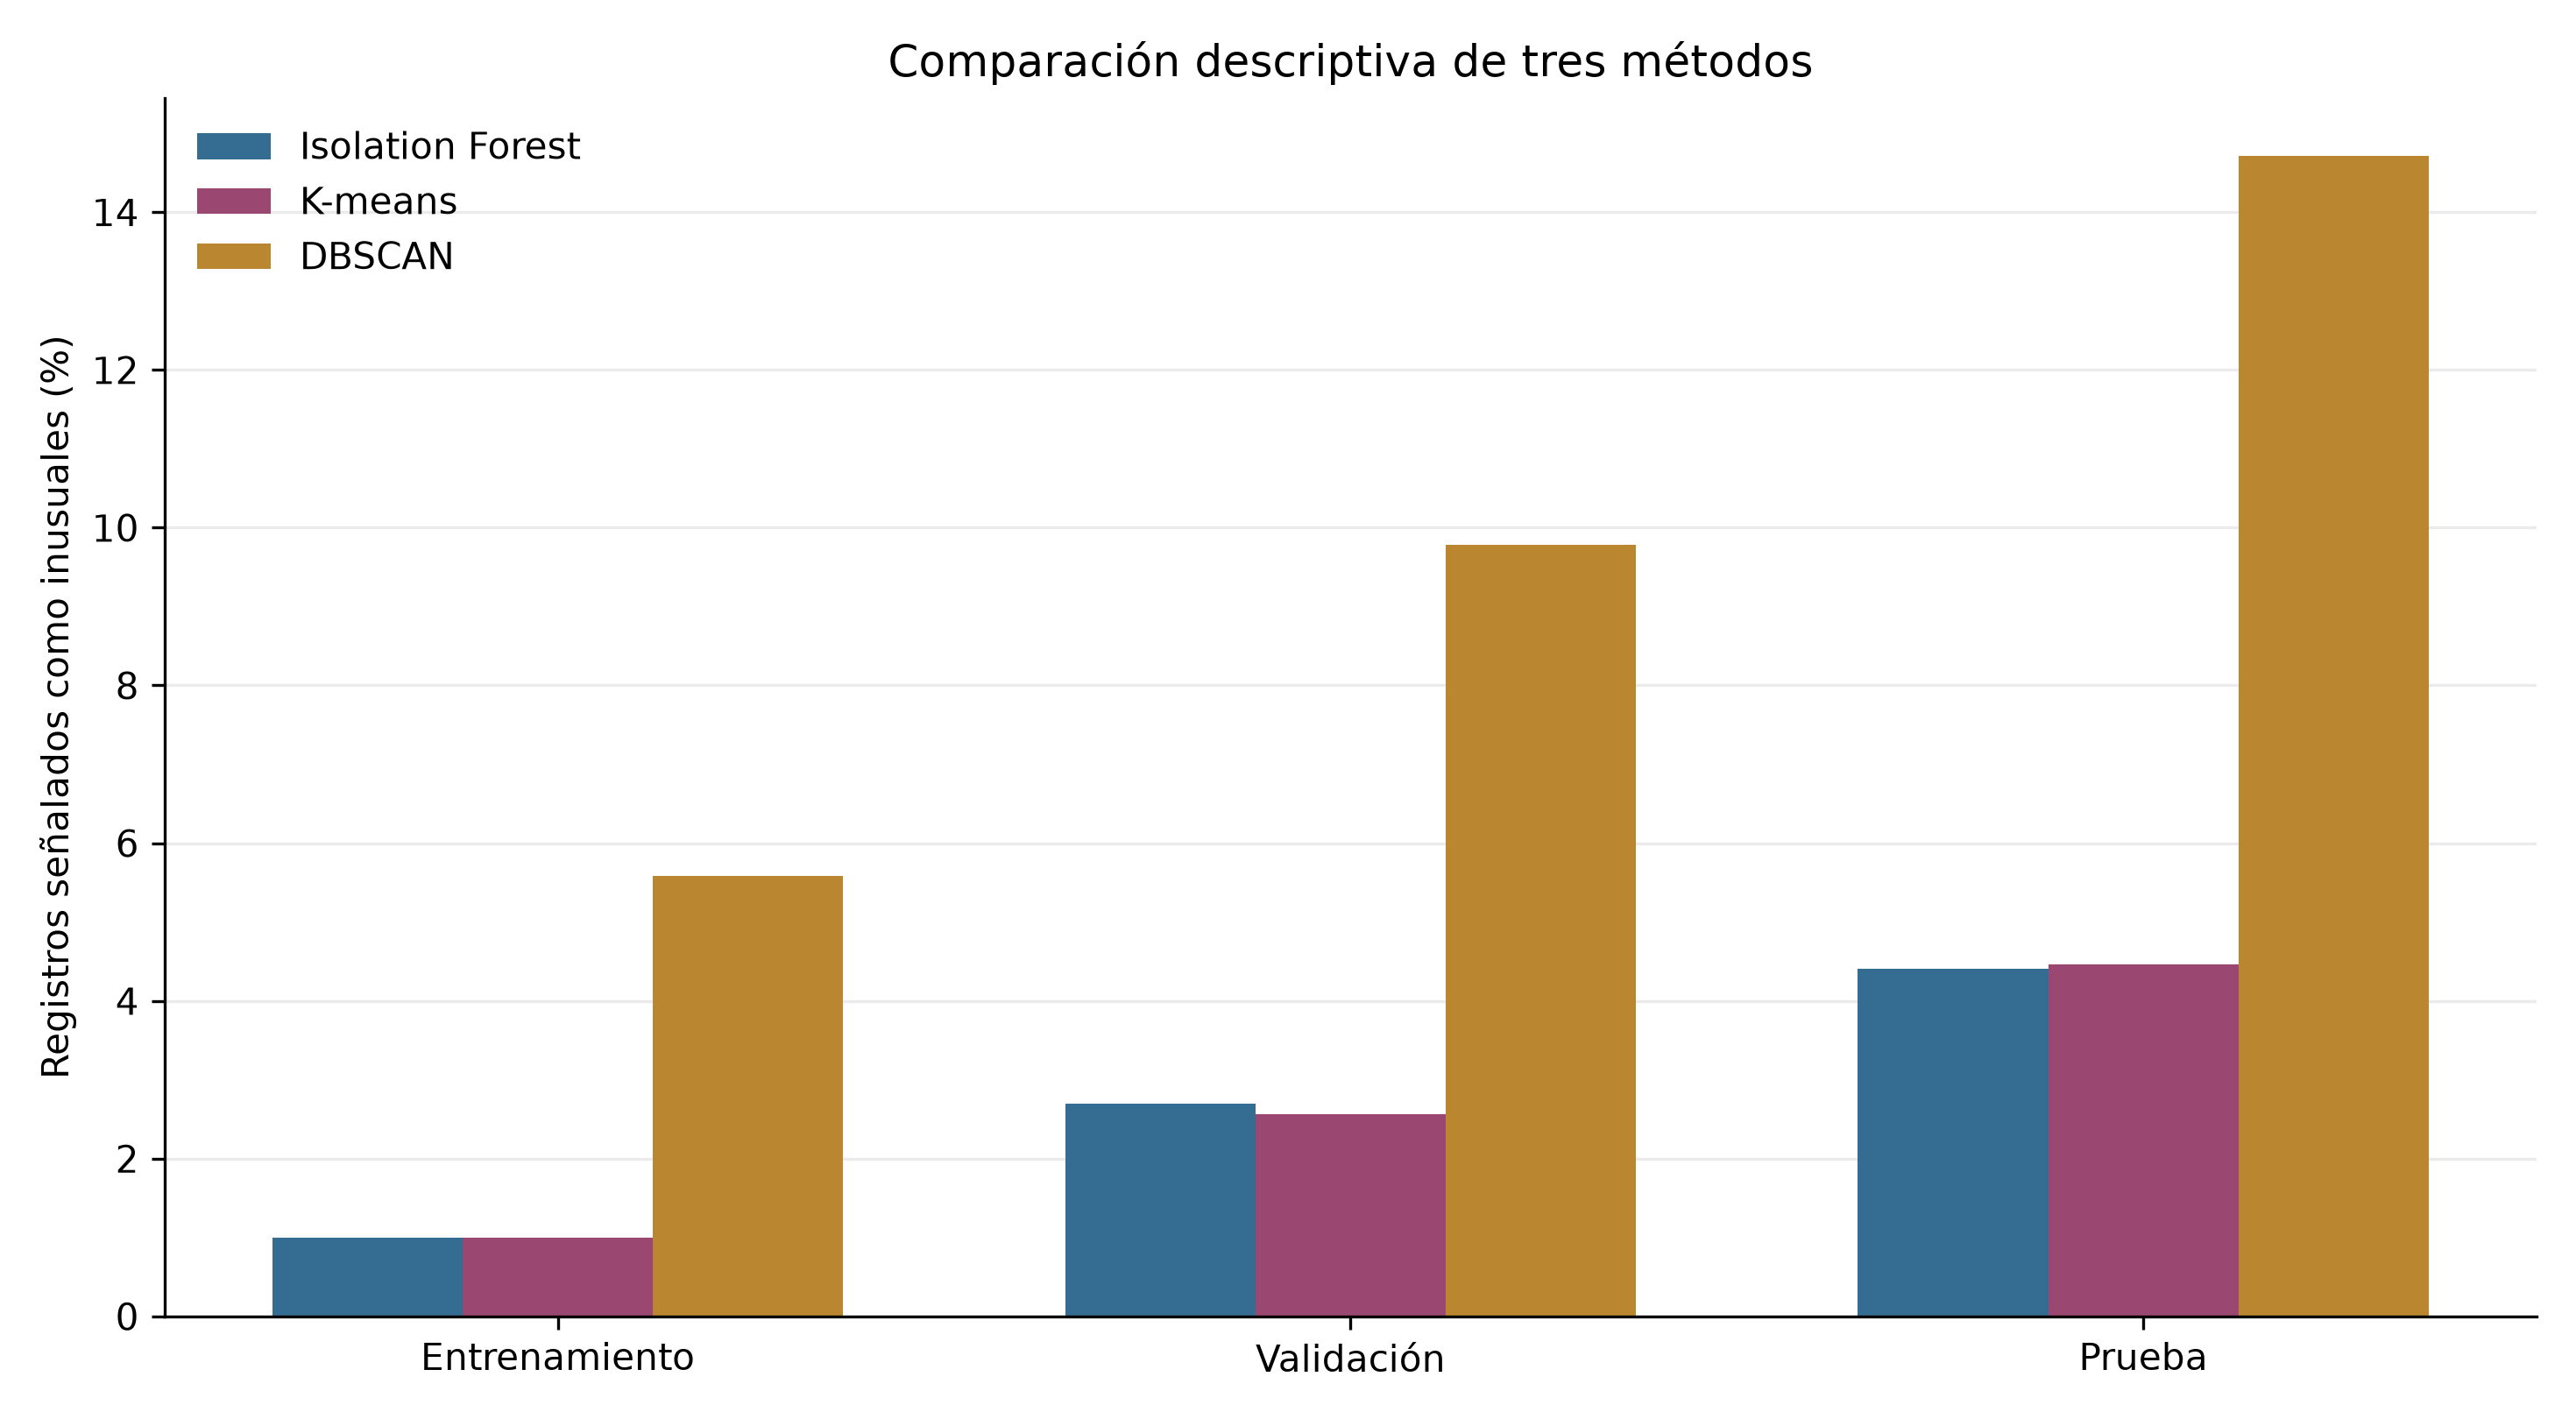 Comparación descriptiva de tres métodos
Isolation Forest
K-means
DBSCAN
Registros señalados como inusuales (%)
14
12
10
8
6
4
2
0
Entrenamiento
Validación
Prueba